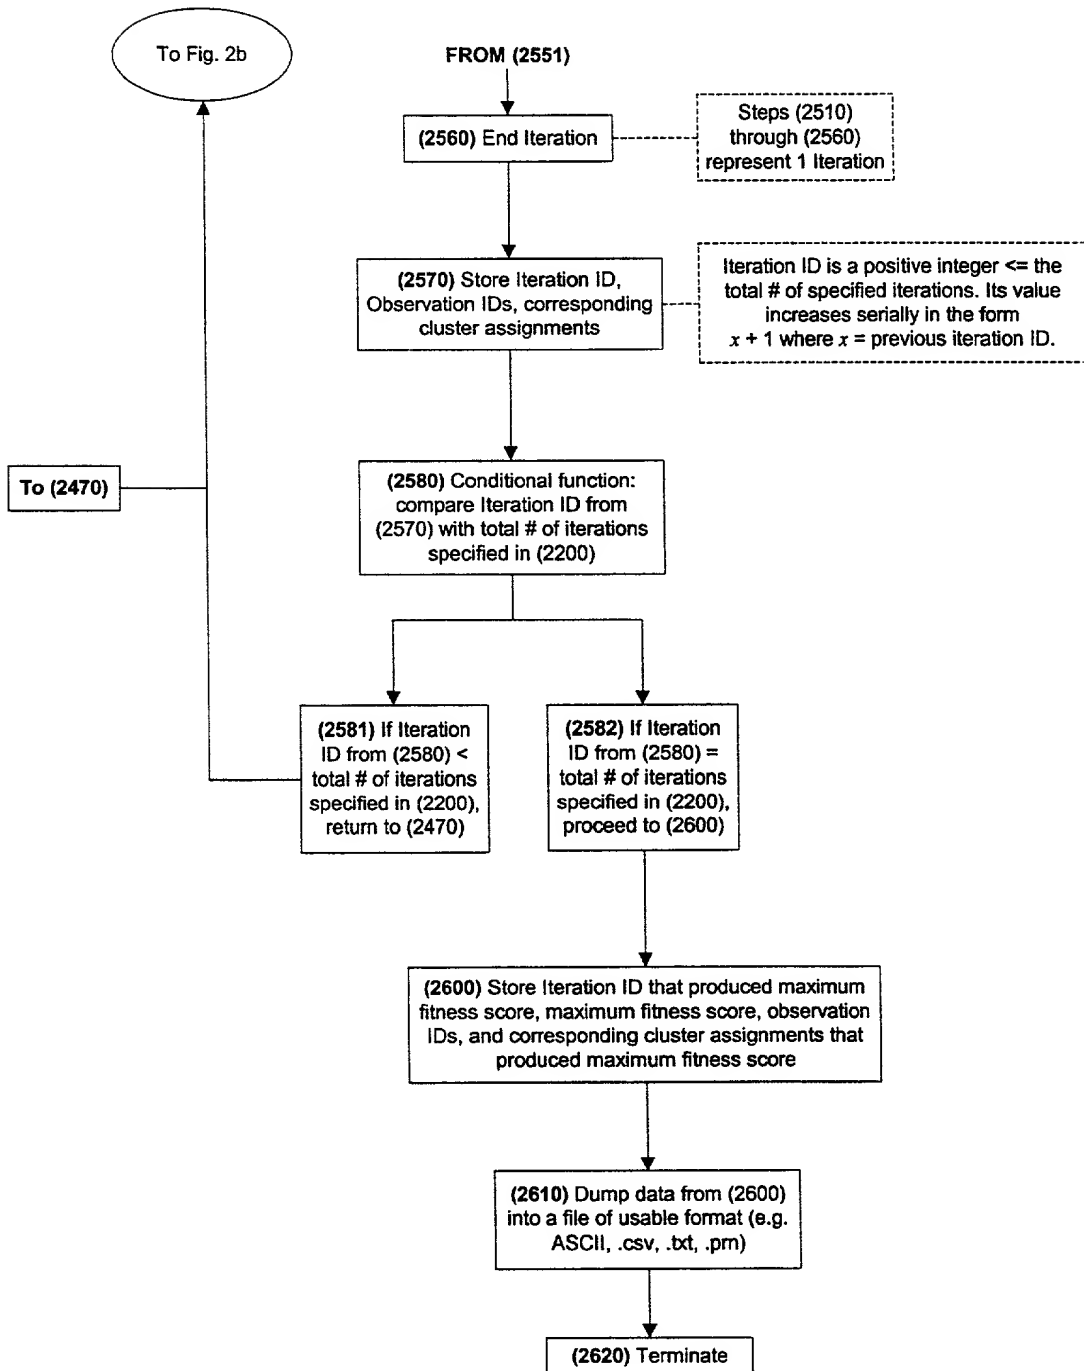 To Fig. 2b
FROM (2551)
(2560) End Iteration
Steps (2510)
through (2560)
represent 1 Iteration
(2570) Store Iteration ID,
Observation IDs, corresponding
cluster assignments
Iteration ID is a positive integer <= the
total # of specified iterations. Its value
increases serially in the form
x + 1 where x = previous iteration ID.
To (2470)
(2580) Conditional function:
compare Iteration ID from
(2570) with total # of iterations
specified in (2200)
(2581) If Iteration
ID from (2580) <
total # of iterations
specified in (2200),
return to (2470)
(2582) If Iteration
ID from (2580) =
total # of iterations
specified in (2200),
proceed to (2600)
(2600) Store Iteration ID that produced maximum
fitness score, maximum fitness score, observation
IDs, and corresponding cluster assignments that
produced maximum fitness score
(2610) Dump data from (2600)
into a file of usable format (e.g.
ASCII, .csv, .txt, .prn)
(2620) Terminate